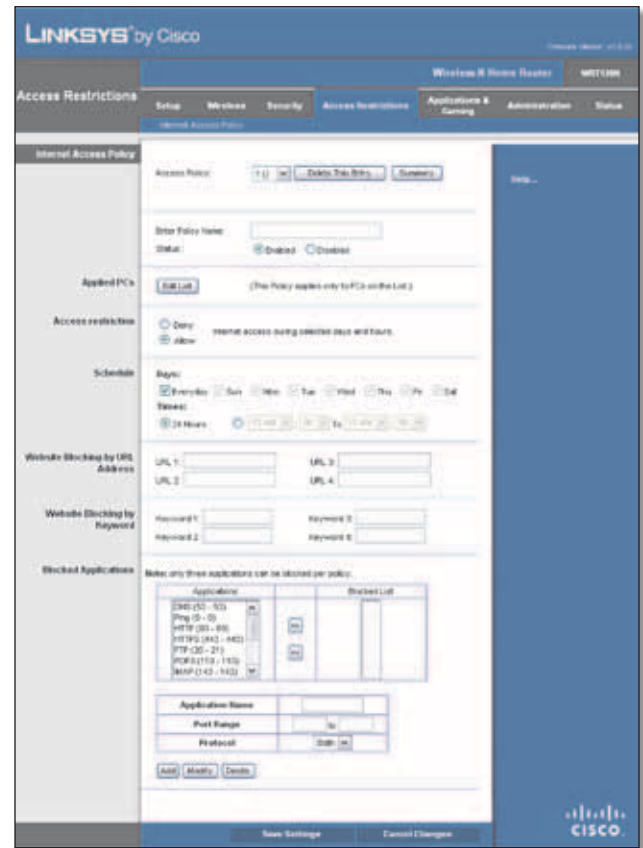 LINKSYS® by Cisco
Wireless-N Home Router
Access Restrictions
Setup Wireless Security Access Restrictions Applications & Gaming Administration Status
Internet Access Policy
Internet Access Policy
Access Policy: Delete This Entry Summary
Help...
Enter Policy Name:
Status: Enabled Disabled
Applied PCs
Edit List (This Policy applies only to PCs on the List.)
Access restriction
Deny
Allow
Internet access during selected days and hours.
Schedule
Days:
Everyday Sun Mon Tue Wed Thu Fri Sat
Times:
24 Hours To
Website Blocking by URL Address
URL 1: URL 3:
URL 2: URL 4:
Website Blocking by Keyword
Keyword 1: Keyword 3:
Keyword 2:
Blocked Applications
Note: only three applications can be blocked per policy.
Applications Blocked List
DNS (53 - 53)
Ping (0 - 0)
HTTP (80 - 80)
HTTPS (443 - 443)
FTP (20 - 21)
POP3 (110 - 110)
IMAP (143 - 143)
Application Name
Port Range to
Protocol Both
Add Modify Delete
Save Settings Cancel Changes
CISCO